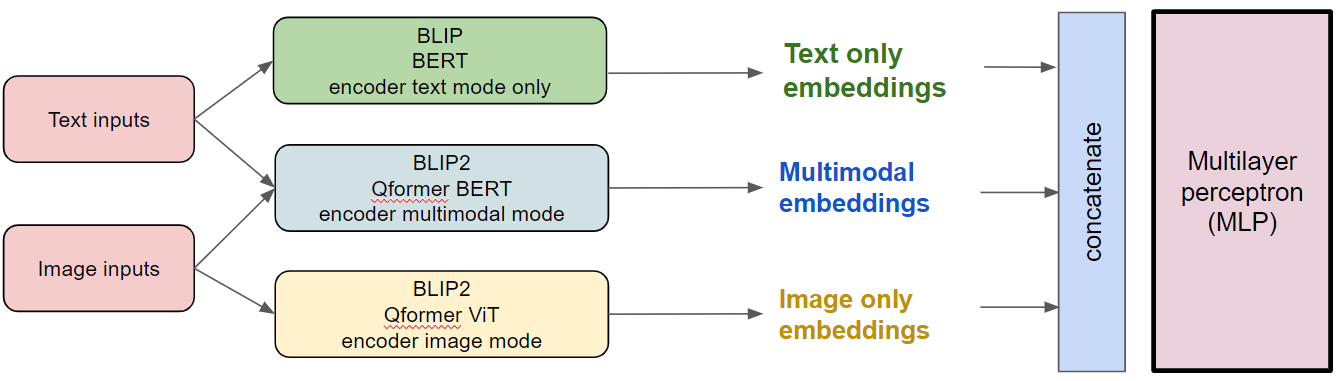 Text inputs
Image inputs
BLIP
BERT
encoder text mode only
BLIP2
Qformer BERT
encoder multimodal mode
BLIP2
Qformer ViT
encoder image mode
Text only
embeddings
Multimodal
embeddings
Image only
embeddings
concatenate
Multilayer
perceptron
(MLP)